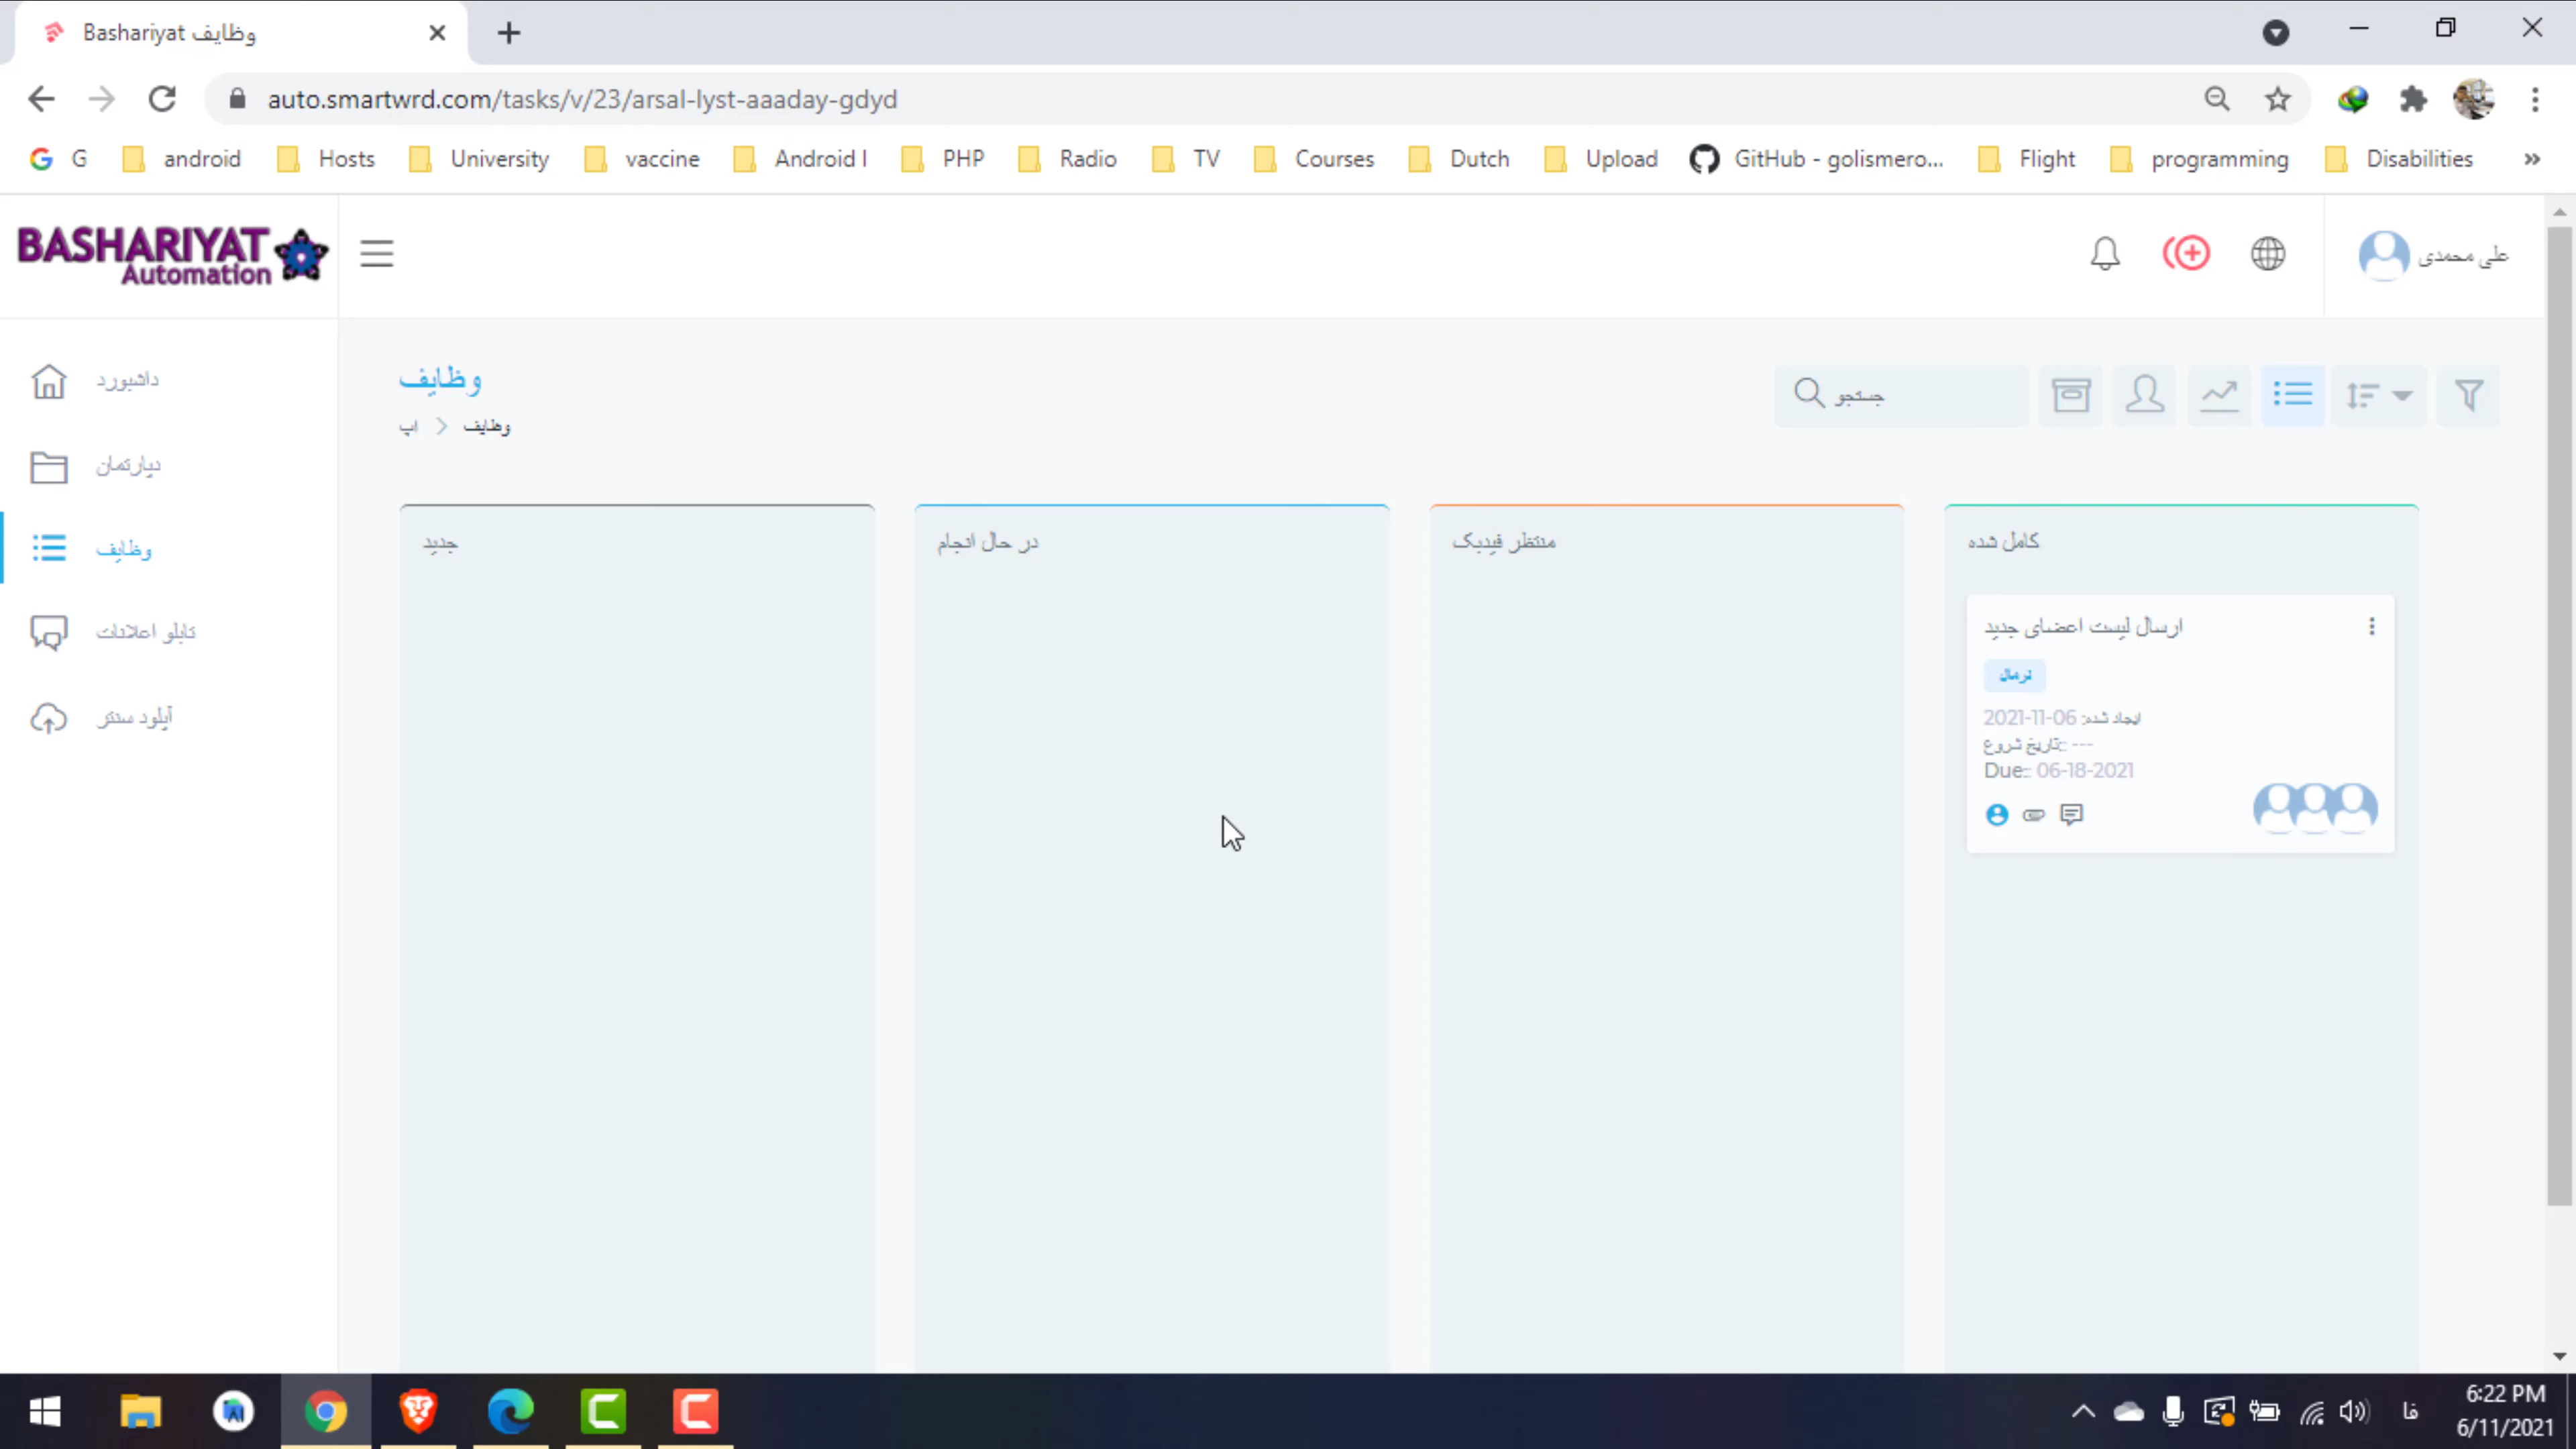 Bashariyat وظایف
auto.smartwrd.com/tasks/v/23/arsal-lyst-aaaday-gdyd
G
android
Hosts
University
vaccine
Android I
PHP
Radio
TV
Courses
Dutch
Upload
GitHub - golismero...
Flight
programming
Disabilities
»
BASHARIYAT
Automation
علی محمدی
داشبورد
دپارتمان
وظایف
تابلو اعلانات
آپلود سنتر
وظایف
اپ > وظایف
جستجو
جدید
در حال انجام
منتظر فیدبک
کامل شده
ارسال لیست اعضای جدید
نرمال
ایجاد شده: 2021-11-06
تاریخ شروع:: ---
Due:: 06-18-2021
فا
6:22 PM
6/11/2021